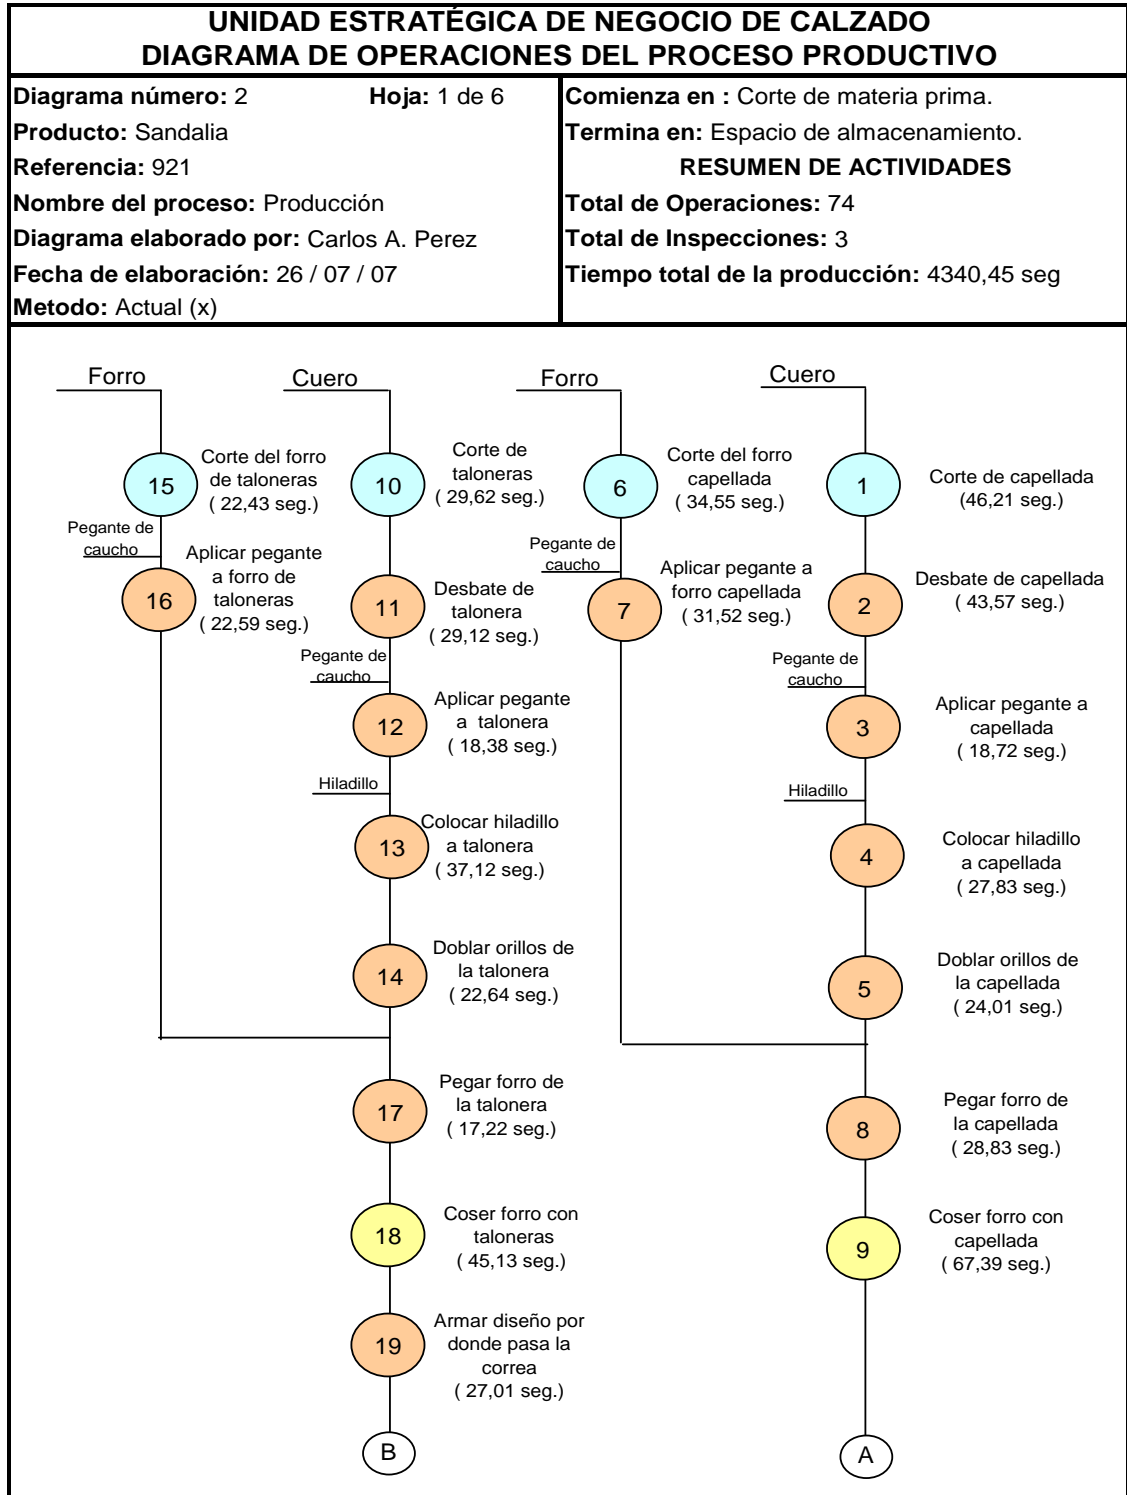 UNIDAD ESTRATÉGICA DE NEGOCIO DE CALZADO
DIAGRAMA DE OPERACIONES DEL PROCESO PRODUCTIVO
Diagrama número: 2 Hoja: 1 de 6
Producto: Sandalia
Referencia: 921
Nombre del proceso: Producción
Diagrama elaborado por: Carlos A. Perez
Fecha de elaboración: 26 / 07 / 07
Metodo: Actual (x)
Comienza en : Corte de materia prima.
Termina en: Espacio de almacenamiento.
RESUMEN DE ACTIVIDADES
Total de Operaciones: 74
Total de Inspecciones: 3
Tiempo total de la producción: 4340,45 seg
Forro
15
Corte del forro
de taloneras
( 22,43 seg.)
Pegante de
caucho
16
Aplicar pegante
a forro de
taloneras
( 22,59 seg.)
Cuero
10
Corte de
taloneras
( 29,62 seg.)
11
Desbate de
talonera
( 29,12 seg.)
Pegante de
caucho
12
Aplicar pegante
a talonera
( 18,38 seg.)
Hiladillo
13
Colocar hiladillo
a talonera
( 37,12 seg.)
14
Doblar orillos de
la talonera
( 22,64 seg.)
17
Pegar forro de
la talonera
( 17,22 seg.)
18
Coser forro con
taloneras
( 45,13 seg.)
19
Armar diseño por
donde pasa la
correa
( 27,01 seg.)
B
Forro
6
Corte del forro
capellada
( 34,55 seg.)
Pegante de
caucho
7
Aplicar pegante a
forro capellada
( 31,52 seg.)
Cuero
1
Corte de capellada
(46,21 seg.)
2
Desbate de capellada
( 43,57 seg.)
Pegante de
caucho
3
Aplicar pegante a
capellada
( 18,72 seg.)
Hiladillo
4
Colocar hiladillo
a capellada
( 27,83 seg.)
5
Doblar orillos de
la capellada
( 24,01 seg.)
8
Pegar forro de
la capellada
( 28,83 seg.)
9
Coser forro con
capellada
( 67,39 seg.)
A